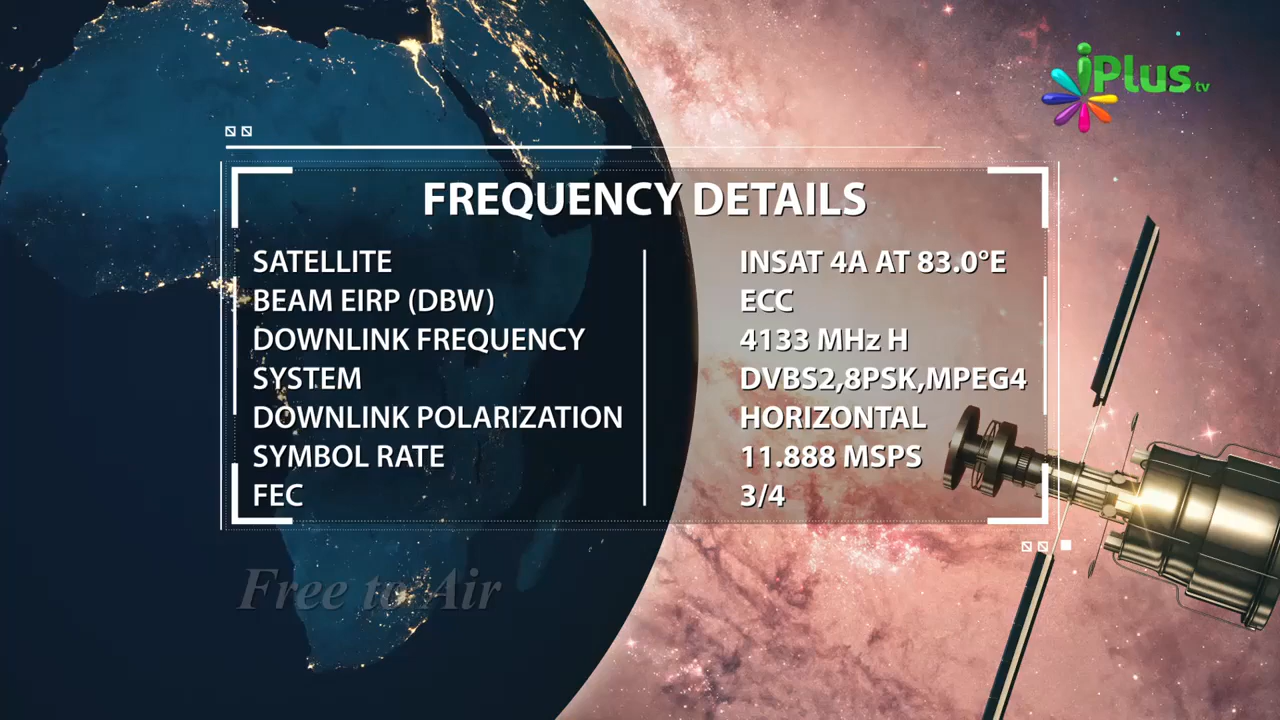 iPlus tv
FREQUENCY DETAILS
SATELLITE INSAT 4A AT 83.0°E
BEAM EIRP (DBW) ECC
DOWNLINK FREQUENCY 4133 MHz H
SYSTEM DVBS2,8PSK,MPEG4
DOWNLINK POLARIZATION HORIZONTAL
SYMBOL RATE 11.888 MSPS
FEC 3/4
Free to Air